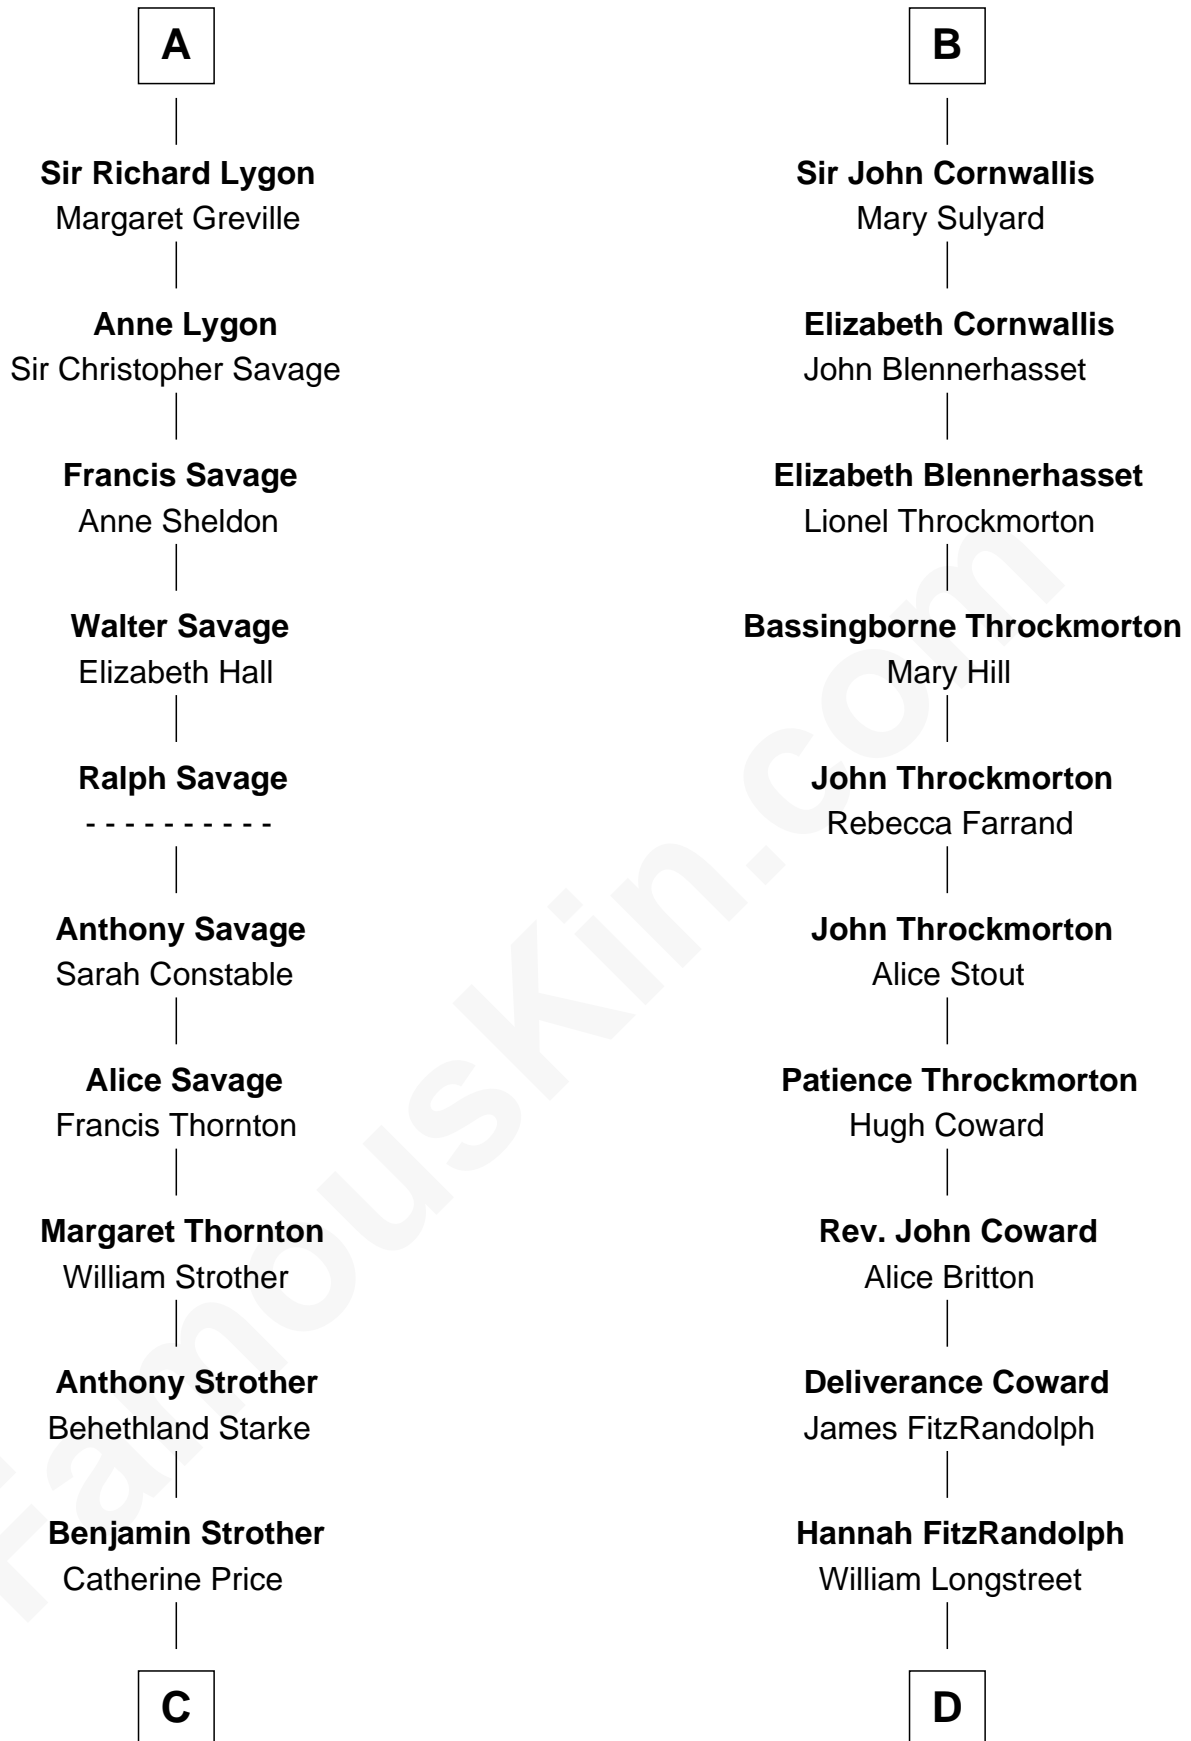 A
Sir Richard Lygon
Margaret Greville
Anne Lygon
Sir Christopher Savage
Francis Savage
Anne Sheldon
Walter Savage
Elizabeth Hall
Ralph Savage
- - - - - - - - - -
Anthony Savage
Sarah Constable
Alice Savage
Francis Thornton
Margaret Thornton
William Strother
Anthony Strother
Behethland Starke
Benjamin Strother
Catherine Price
C
B
Sir John Cornwallis
Mary Sulyard
Elizabeth Cornwallis
John Blennerhasset
Elizabeth Blennerhasset
Lionel Throckmorton
Bassingborne Throckmorton
Mary Hill
John Throckmorton
Rebecca Farrand
John Throckmorton
Alice Stout
Patience Throckmorton
Hugh Coward
Rev. John Coward
Alice Britton
Deliverance Coward
James FitzRandolph
Hannah FitzRandolph
William Longstreet
D
FamousKin.com